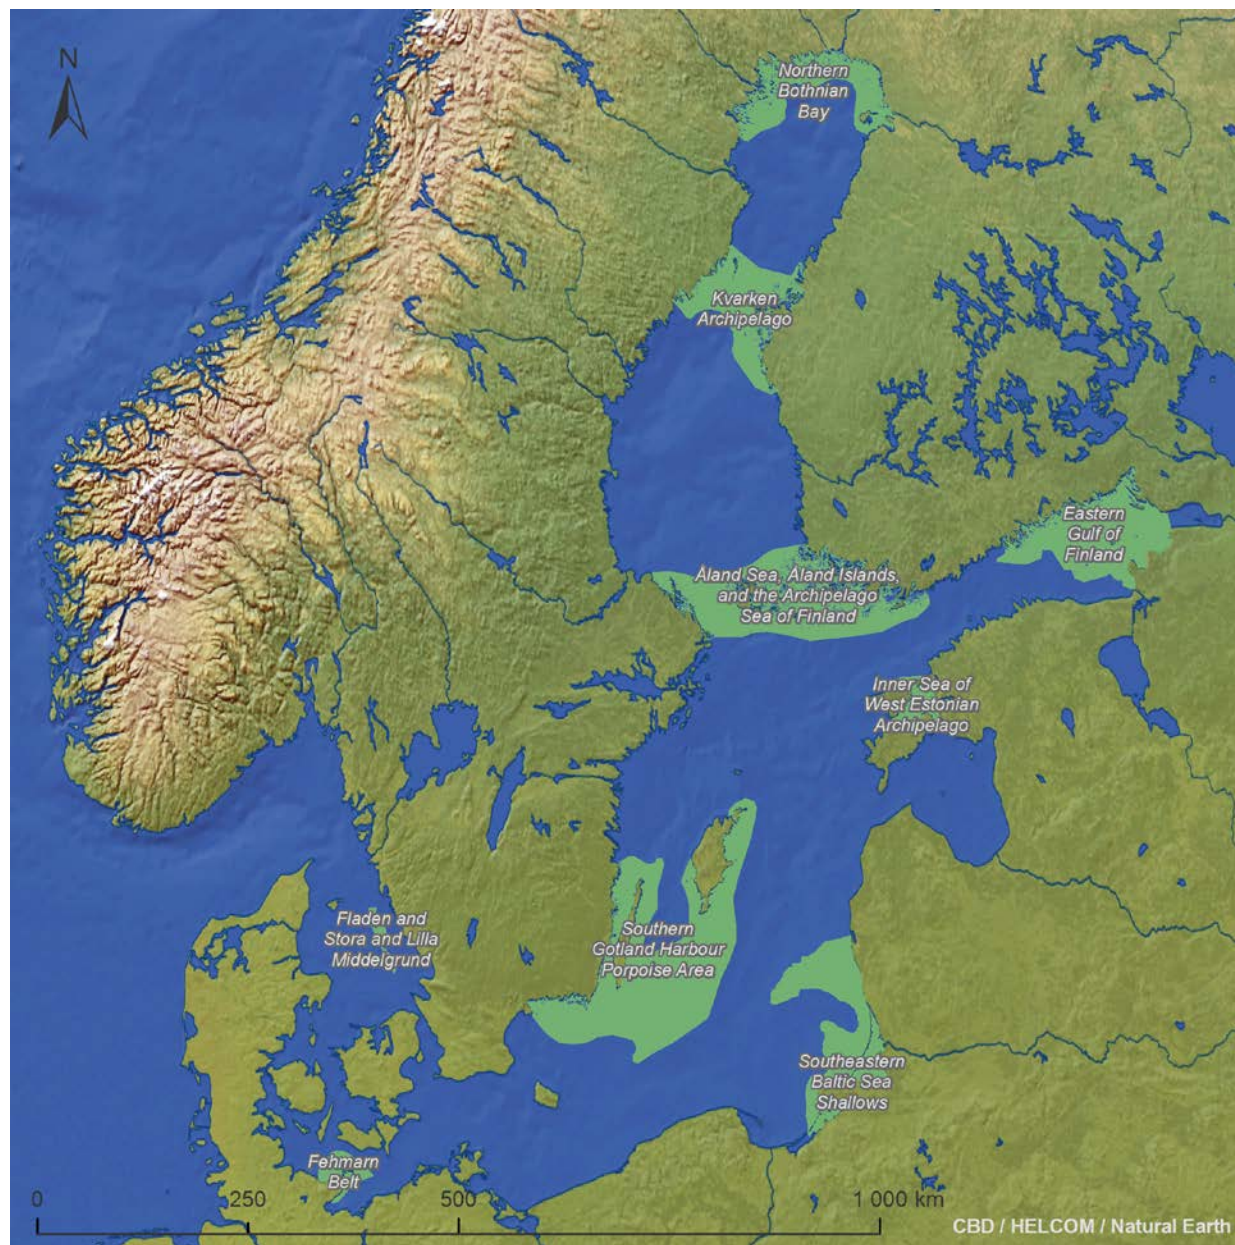 N
Northern
Bothnian
Bay
Kvarken
Archipelago
Eastern
Gulf of
Finland
Åland Sea, Åland Islands,
and the Archipelago
Sea of Finland
Inner Sea of
West Estonian
Archipelago
Fladen and
Stora and Lilla
Middelgrund
Southern
Gotland Harbour
Porpoise Area
Southeastern
Baltic Sea
Shallows
Fehmarn
Belt
0 250 500 1 000 km
CBD / HELCOM / Natural Earth